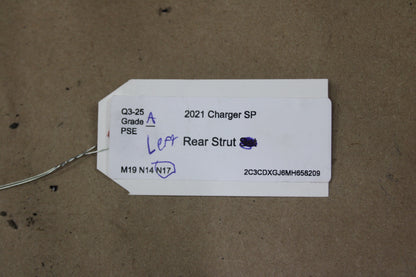 Q3-25
Grade A 2021 Charger SP
PSE
Left Rear Strut
M19 N14 N17 2C3CDXGJ6MH658209